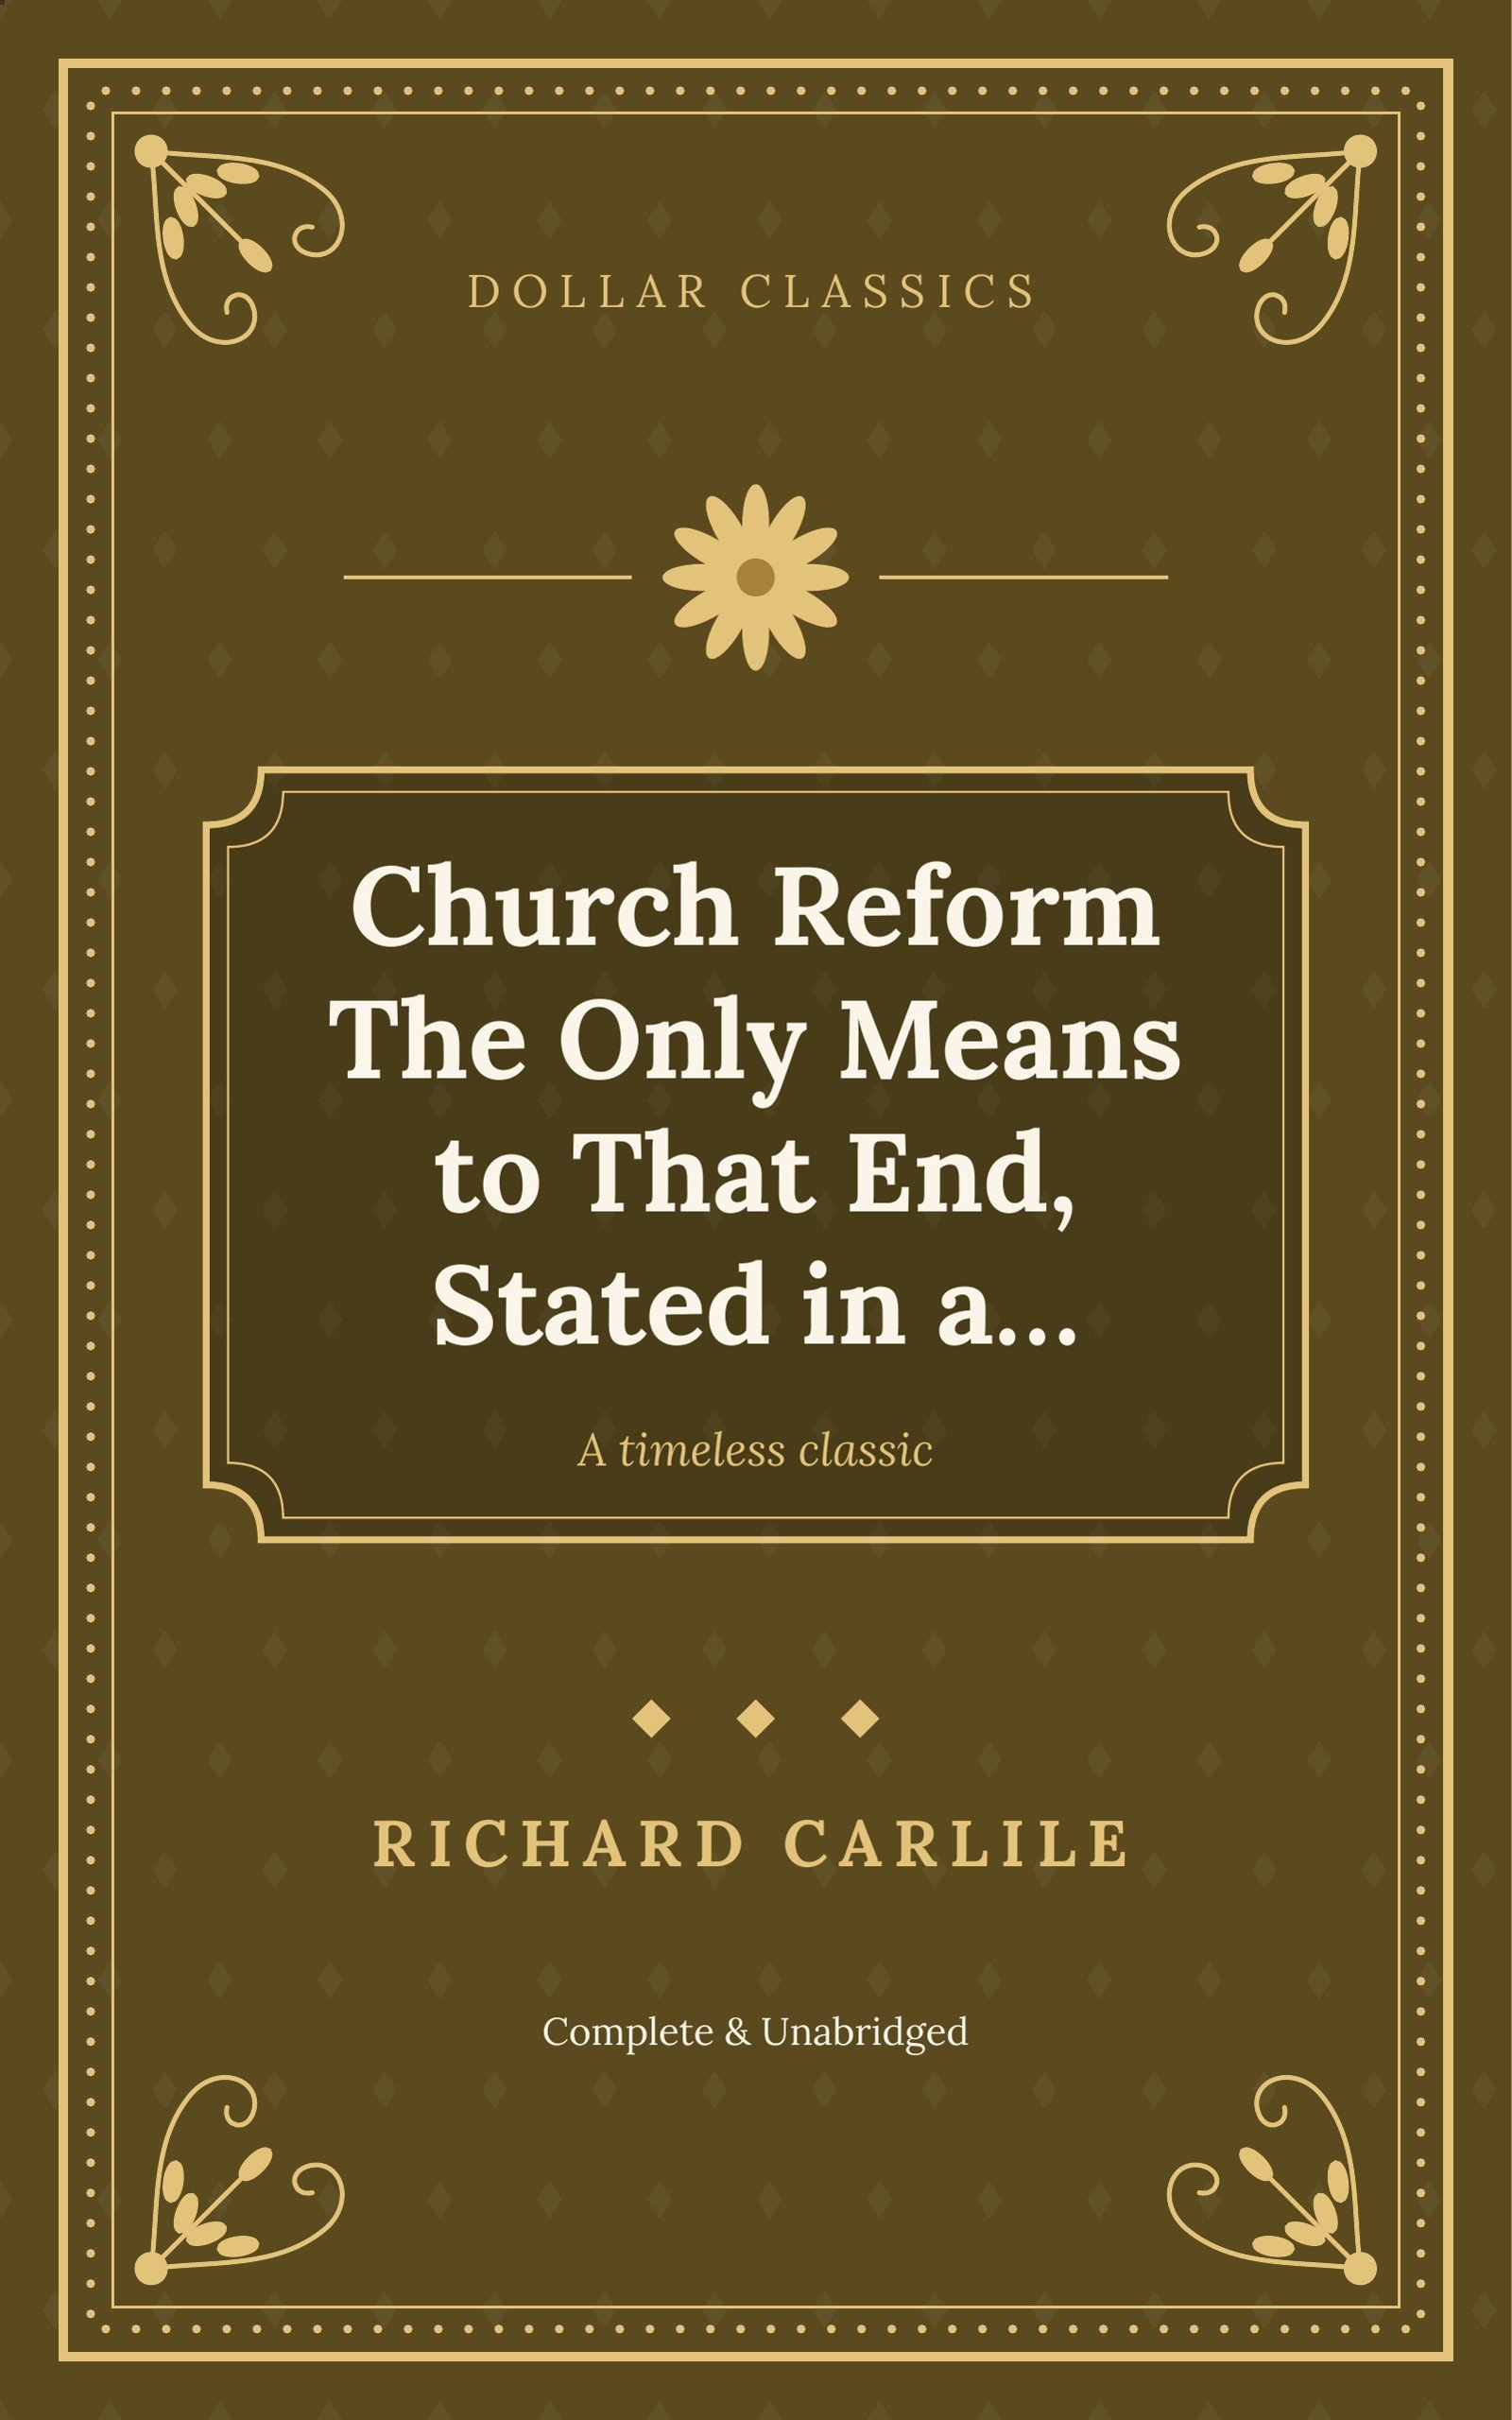 DOLLAR CLASSICS
Church Reform
The Only Means
to That End,
Stated in a...
A timeless classic
RICHARD CARLILE
Complete & Unabridged